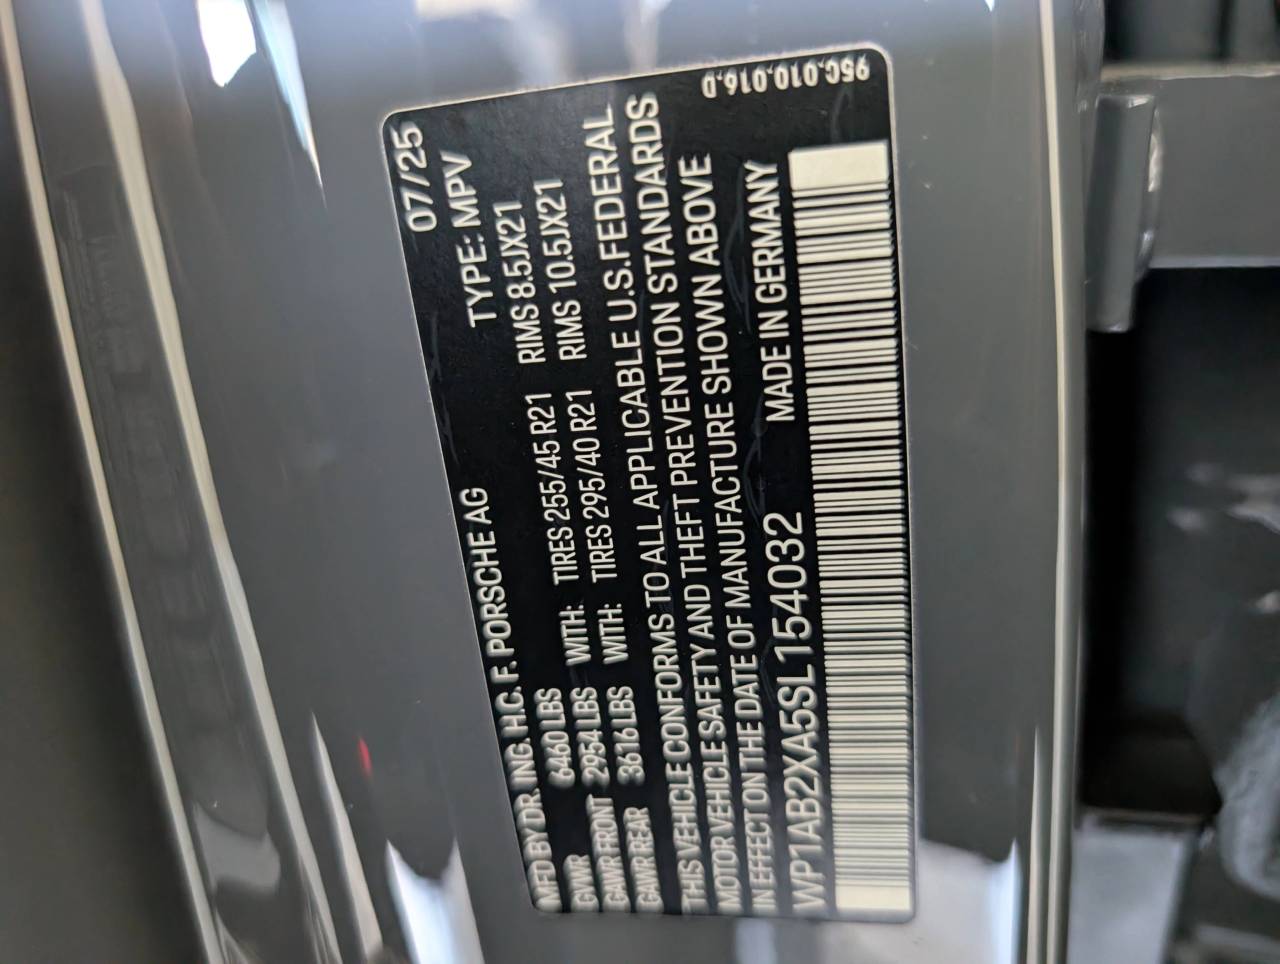 07/25
MFD BY DR. ING. H.C. F. PORSCHE AG TYPE: MPV
GVWR 6460 LBS WITH: TIRES 255/45 R21 RIMS 8.5JX21
GAWR FRONT 2954 LBS WITH: TIRES 295/40 R21 RIMS 10.5JX21
GAWR REAR 3616 LBS
THIS VEHICLE CONFORMS TO ALL APPLICABLE U.S. FEDERAL
MOTOR VEHICLE SAFETY AND THEFT PREVENTION STANDARDS
IN EFFECT ON THE DATE OF MANUFACTURE SHOWN ABOVE
WP1AB2XA5SL154032 MADE IN GERMANY
95C.010.016.D